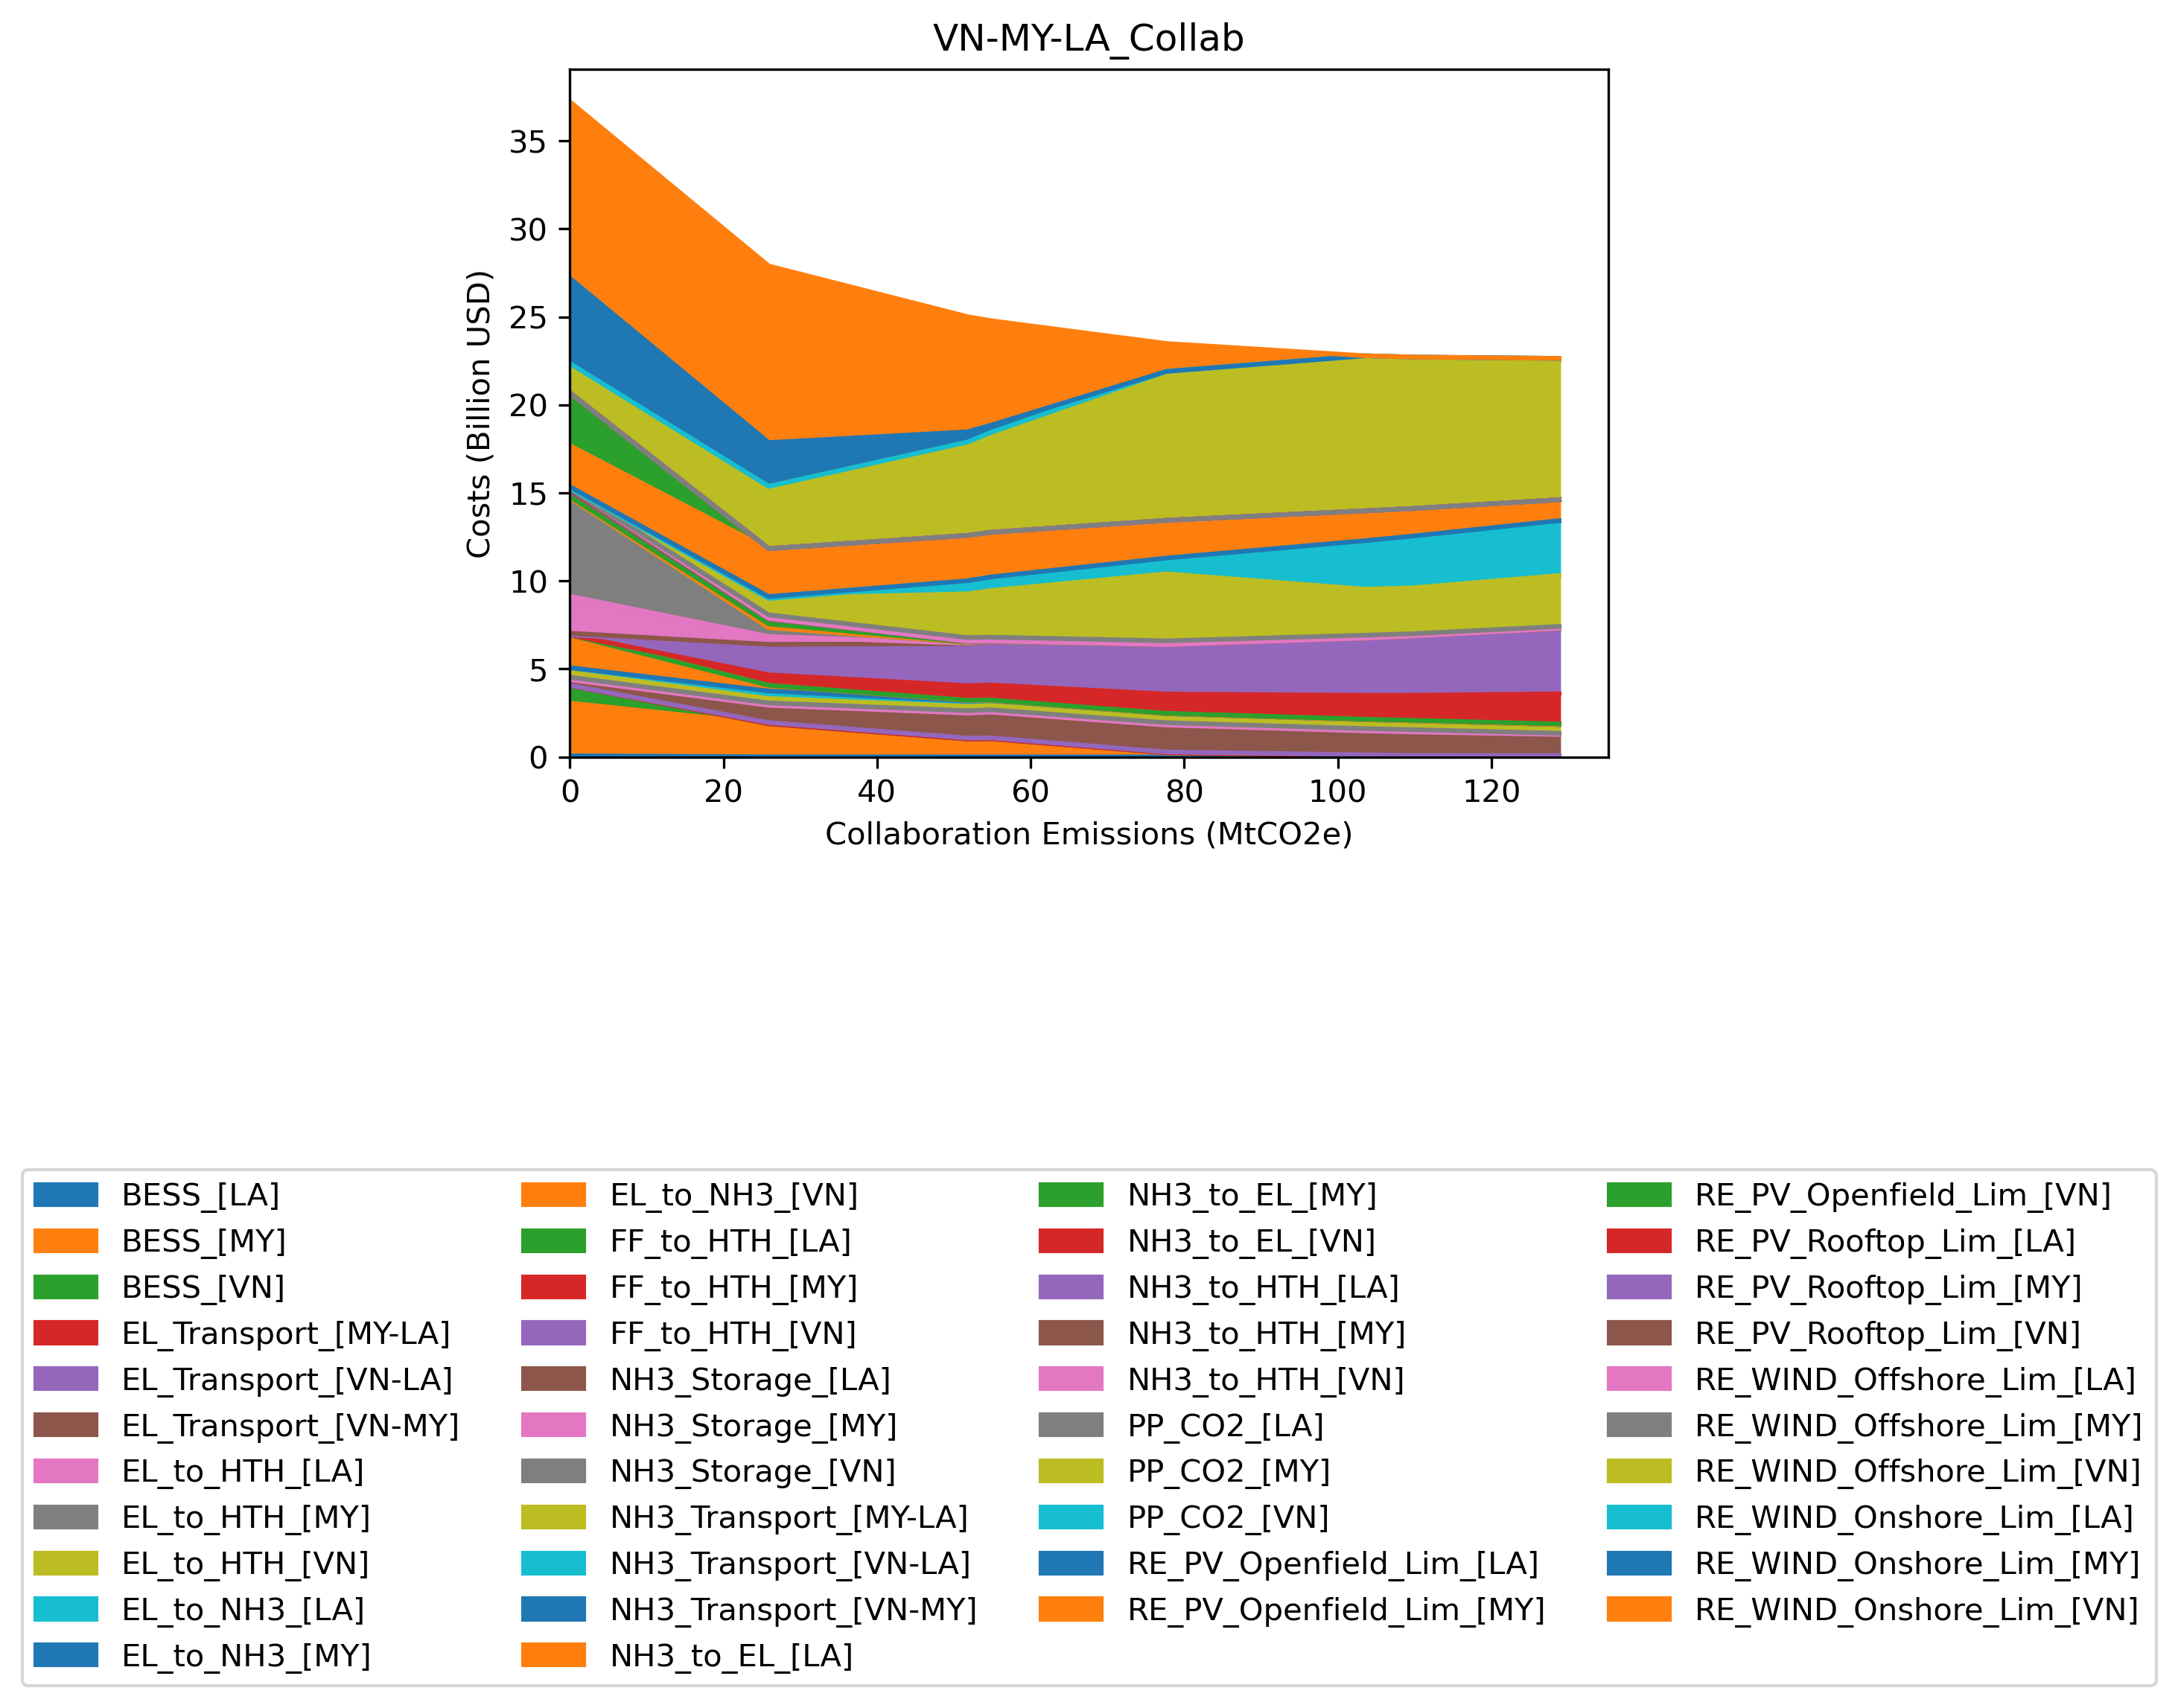 VN-MY-LA_Collab
Costs (Billion USD)
35
30
25
20
15
10
5
0
0 20 40 60 80 100 120
Collaboration Emissions (MtCO2e)
BESS_[LA]
BESS_[MY]
BESS_[VN]
EL_Transport_[MY-LA]
EL_Transport_[VN-LA]
EL_Transport_[VN-MY]
EL_to_HTH_[LA]
EL_to_HTH_[MY]
EL_to_HTH_[VN]
EL_to_NH3_[LA]
EL_to_NH3_[MY]
EL_to_NH3_[VN]
FF_to_HTH_[LA]
FF_to_HTH_[MY]
FF_to_HTH_[VN]
NH3_Storage_[LA]
NH3_Storage_[MY]
NH3_Storage_[VN]
NH3_Transport_[MY-LA]
NH3_Transport_[VN-LA]
NH3_Transport_[VN-MY]
NH3_to_EL_[LA]
NH3_to_EL_[MY]
NH3_to_EL_[VN]
NH3_to_HTH_[LA]
NH3_to_HTH_[MY]
NH3_to_HTH_[VN]
PP_CO2_[LA]
PP_CO2_[MY]
PP_CO2_[VN]
RE_PV_Openfield_Lim_[LA]
RE_PV_Openfield_Lim_[MY]
RE_PV_Openfield_Lim_[VN]
RE_PV_Rooftop_Lim_[LA]
RE_PV_Rooftop_Lim_[MY]
RE_PV_Rooftop_Lim_[VN]
RE_WIND_Offshore_Lim_[LA]
RE_WIND_Offshore_Lim_[MY]
RE_WIND_Offshore_Lim_[VN]
RE_WIND_Onshore_Lim_[LA]
RE_WIND_Onshore_Lim_[MY]
RE_WIND_Onshore_Lim_[VN]